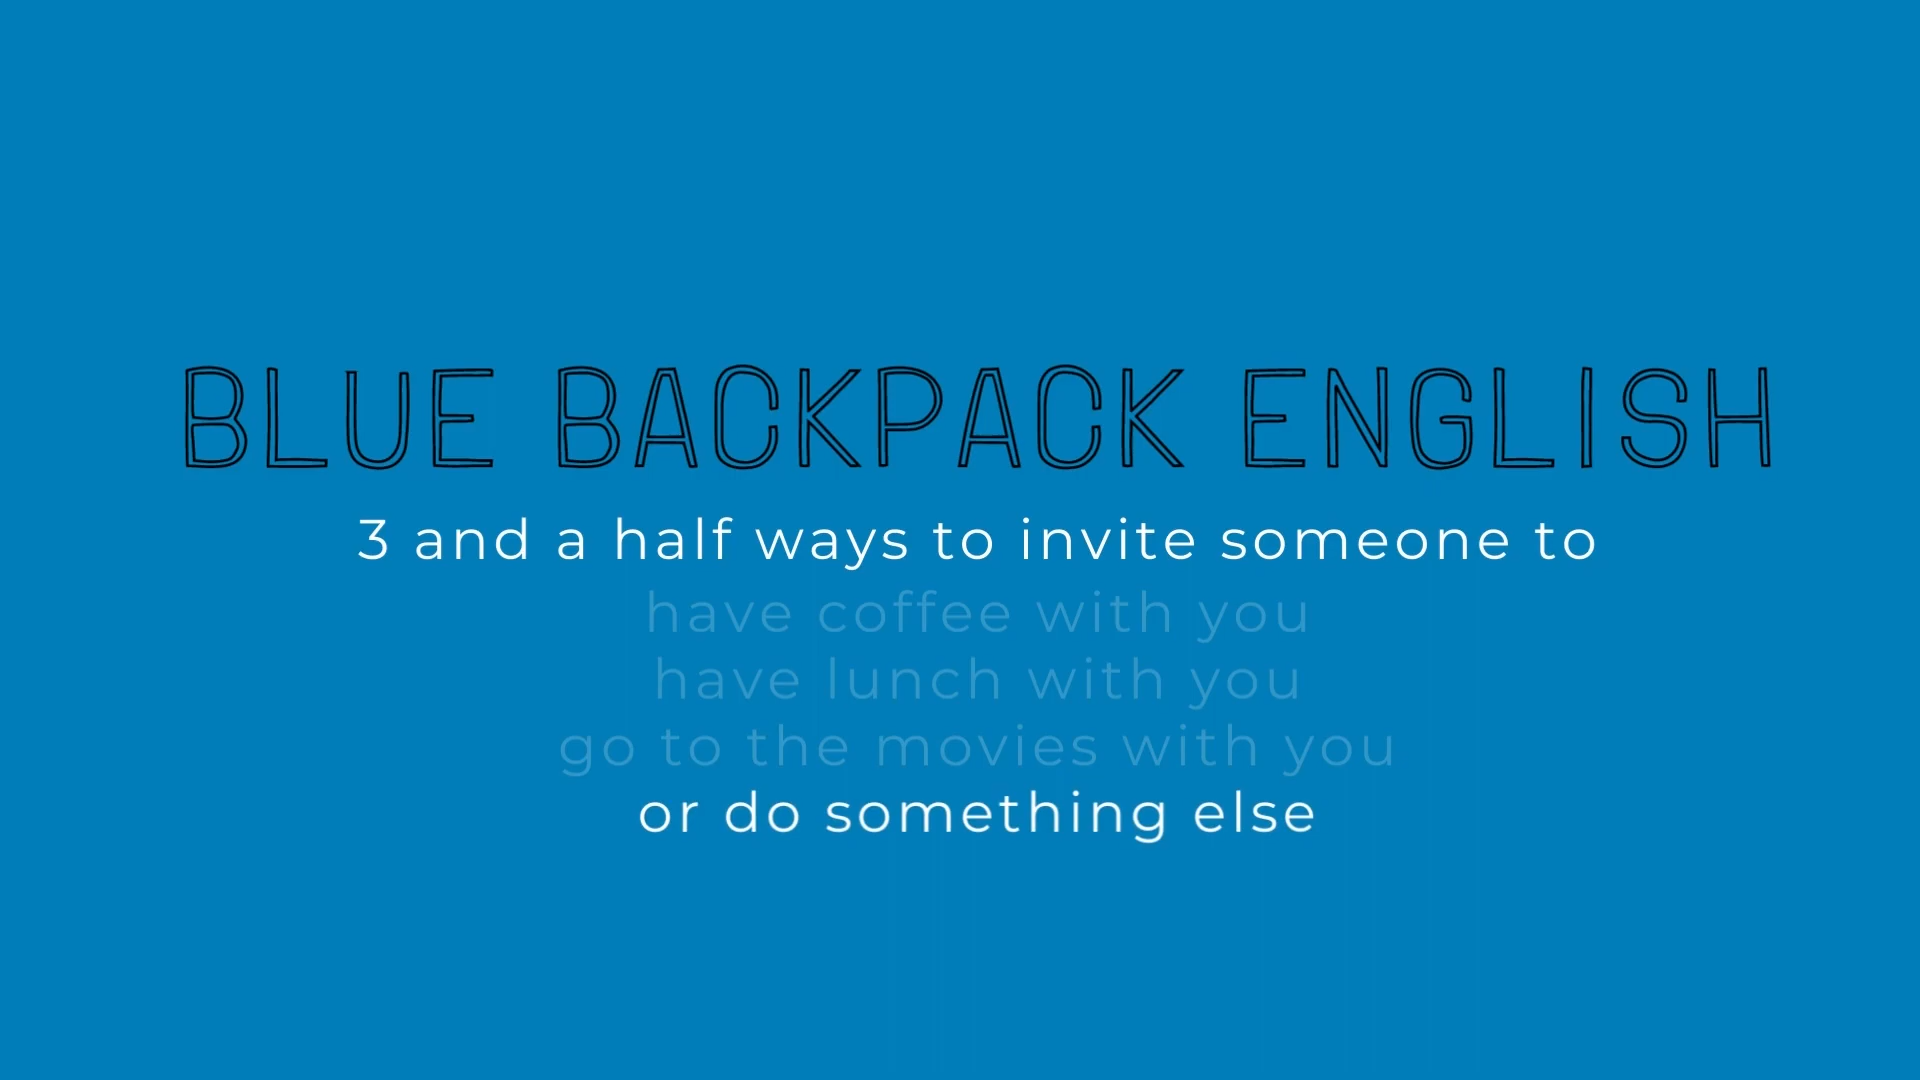 BLUE BACKPACK ENGLISH
3 and a half ways to invite someone to
have coffee with you
have lunch with you
go to the movies with you
or do something else